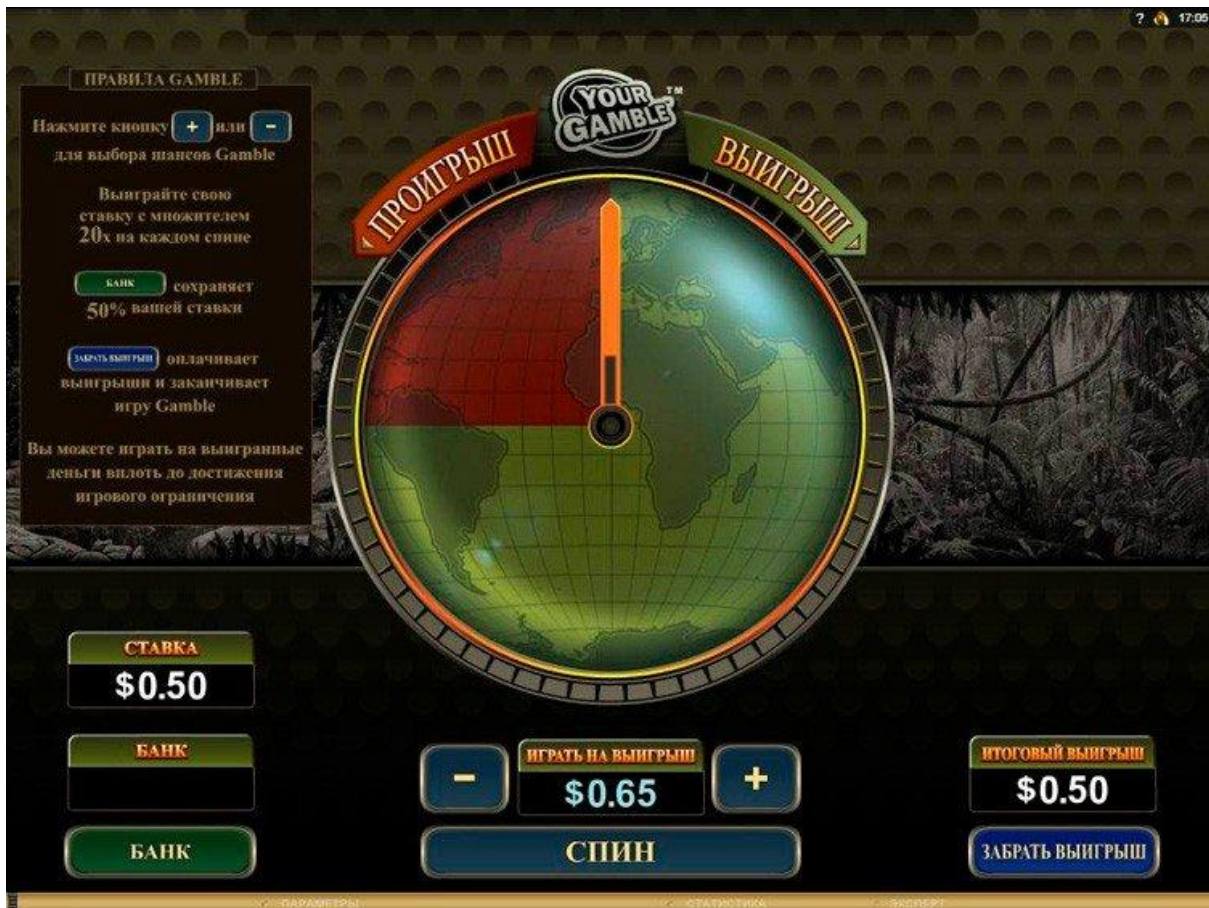 ? 17:05
ПРАВИЛА GAMBLE
Нажмите кнопку + или -
для выбора шансов Gamble
Выиграйте свою
ставку с множителем
20x на каждом спине
БАНК сохраняет
50% вашей ставки
ЗАБРАТЬ ВЫИГРЫШ оплачивает
выигрыши и заканчивает
игру Gamble
Вы можете играть на выигранные
деньги вплоть до достижения
игрового ограничения
YOUR
GAMBLE™
ПРОИГРЫШ
ВЫИГРЫШ
СТАВКА
$0.50
БАНК
БАНК
ИГРАТЬ НА ВЫИГРЫШ
- $0.65 +
СПИН
ИТОГОВЫЙ ВЫИГРЫШ
$0.50
ЗАБРАТЬ ВЫИГРЫШ
ПАРАМЕТРЫ
СТАТИСТИКА
ЭКСПЕРТ